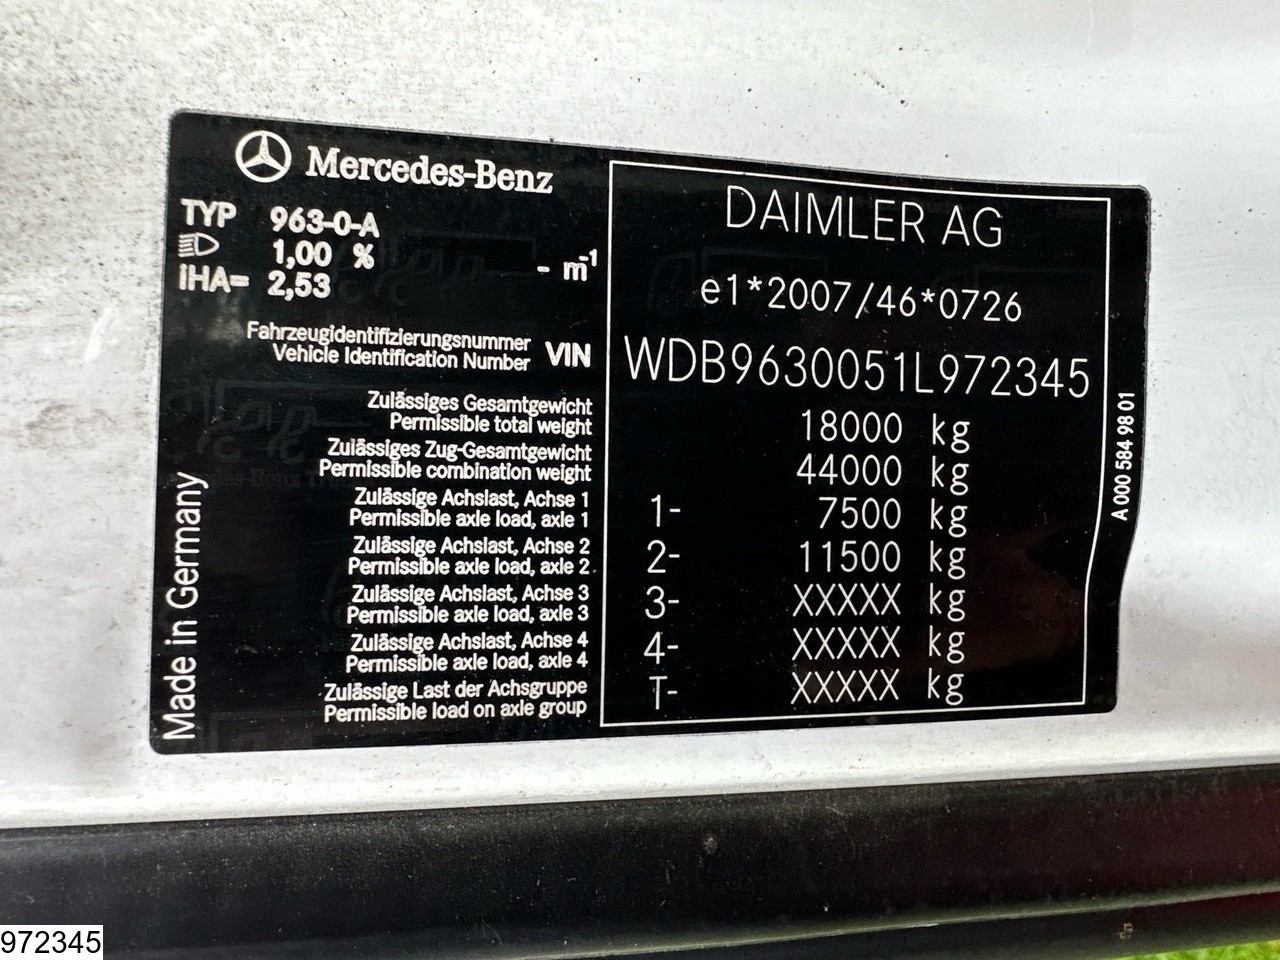 Mercedes-Benz
TYP 963-0-A
1,00 % - m⁻¹
IHA= 2,53
DAIMLER AG
e1*2007/46*0726
Fahrzeugidentifizierungsnummer
Vehicle Identification Number VIN WDB9630051L972345
Zulässiges Gesamtgewicht
Permissible total weight 18000 kg
Zulässiges Zug-Gesamtgewicht
Permissible combination weight 44000 kg
Zulässige Achslast, Achse 1
Permissible axle load, axle 1 1- 7500 kg
Zulässige Achslast, Achse 2
Permissible axle load, axle 2 2- 11500 kg
Zulässige Achslast, Achse 3
Permissible axle load, axle 3 3- XXXXX kg
Zulässige Achslast, Achse 4
Permissible axle load, axle 4 4- XXXXX kg
Zulässige Last der Achsgruppe
Permissible load on axle group T- XXXXX kg
Made in Germany
A 000 584 98 01
972345